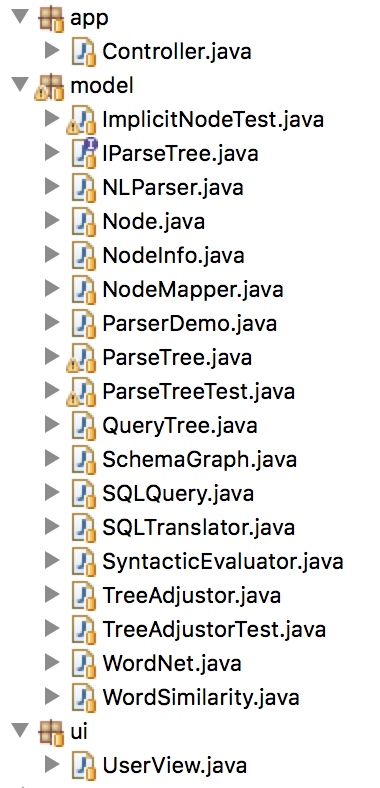 app
Controller.java
model
ImplicitNodeTest.java
IParseTree.java
NLParser.java
Node.java
NodeInfo.java
NodeMapper.java
ParserDemo.java
ParseTree.java
ParseTreeTest.java
QueryTree.java
SchemaGraph.java
SQLQuery.java
SQLTranslator.java
SyntacticEvaluator.java
TreeAdjustor.java
TreeAdjustorTest.java
WordNet.java
WordSimilarity.java
ui
UserView.java